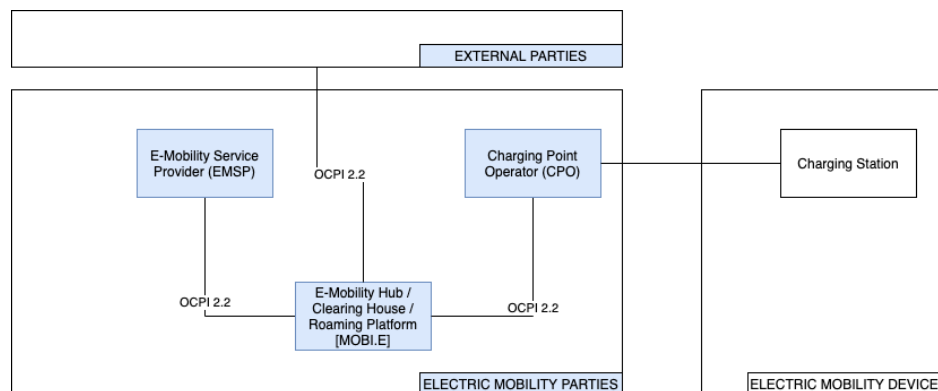 EXTERNAL PARTIES
E-Mobility Service
Provider (EMSP)
Charging Point
Operator (CPO)
Charging Station
OCPI 2.2
OCPI 2.2
OCPI 2.2
E-Mobility Hub /
Clearing House /
Roaming Platform
[MOBI.E]
ELECTRIC MOBILITY PARTIES
ELECTRIC MOBILITY DEVICE